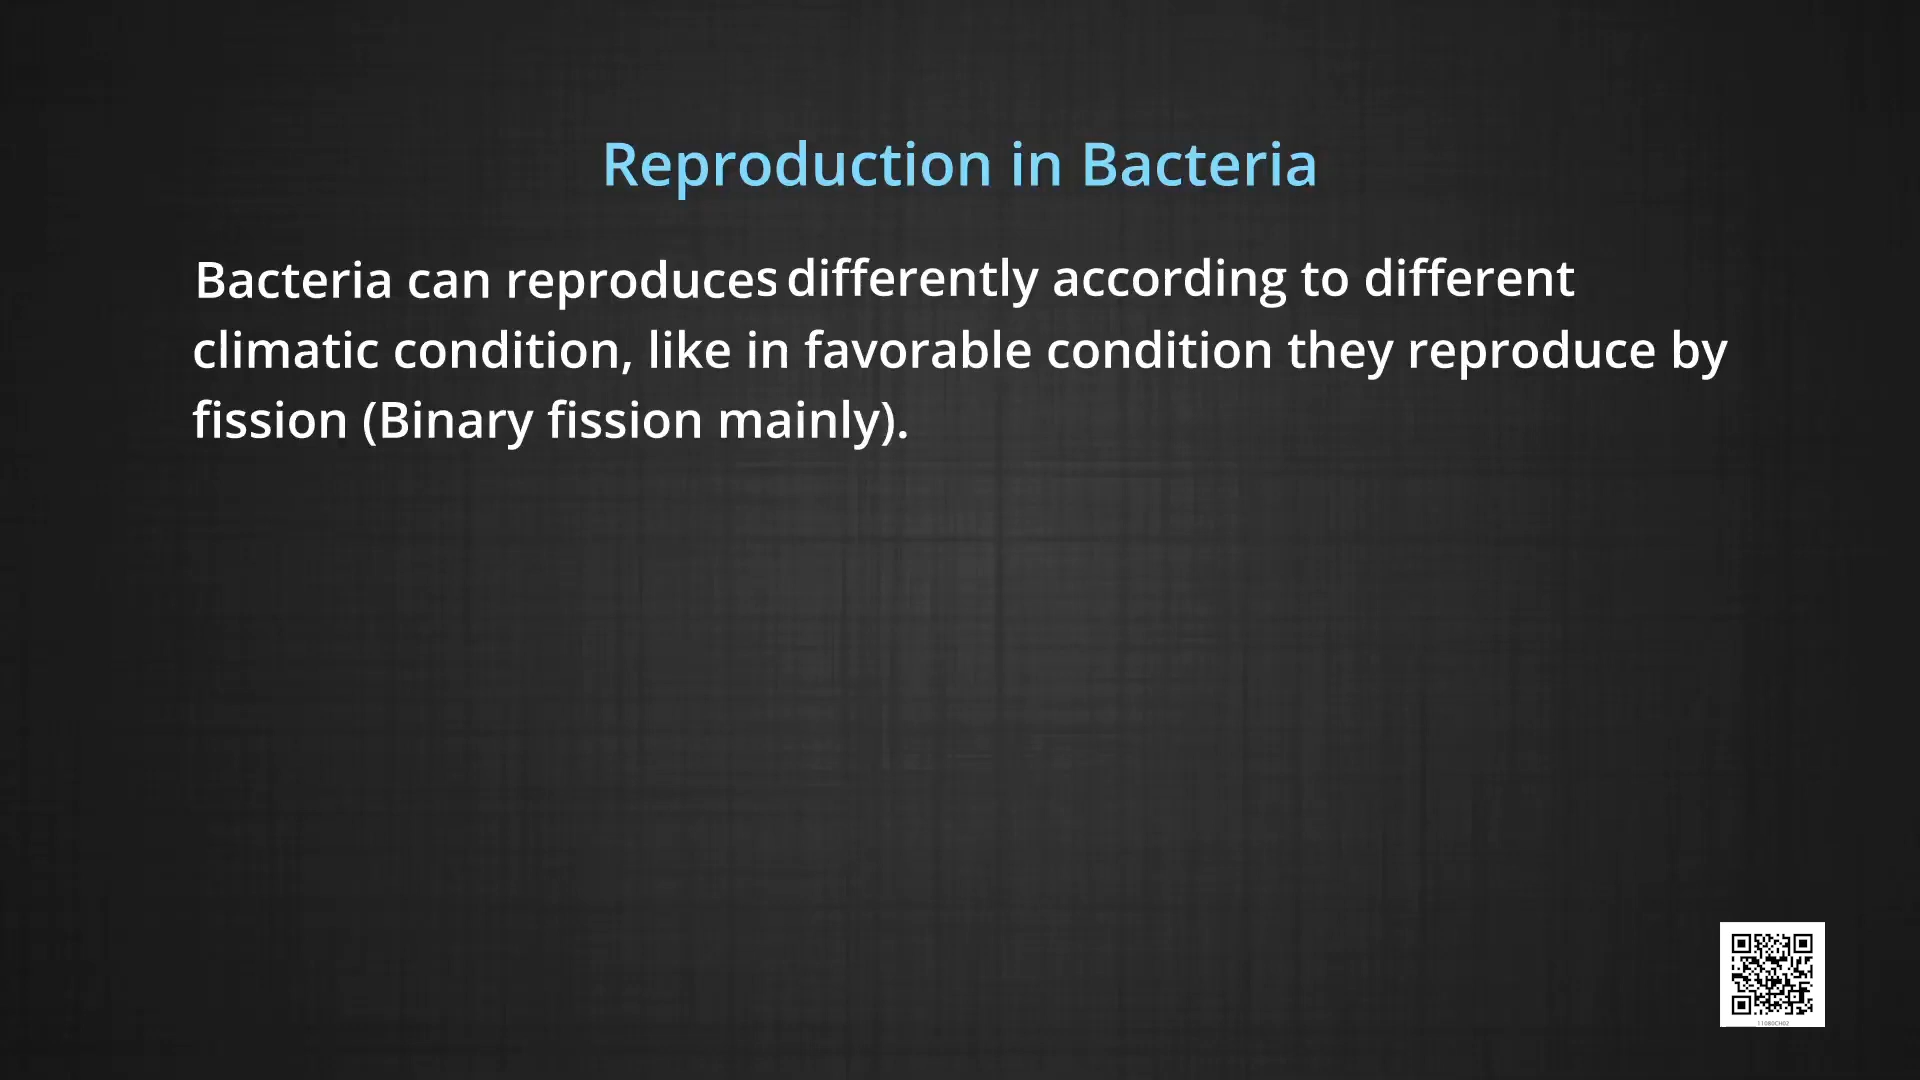 Reproduction in Bacteria
Bacteria can reproduces differently according to different
climatic condition, like in favorable condition they reproduce by
fission (Binary fission mainly).
11080CH02